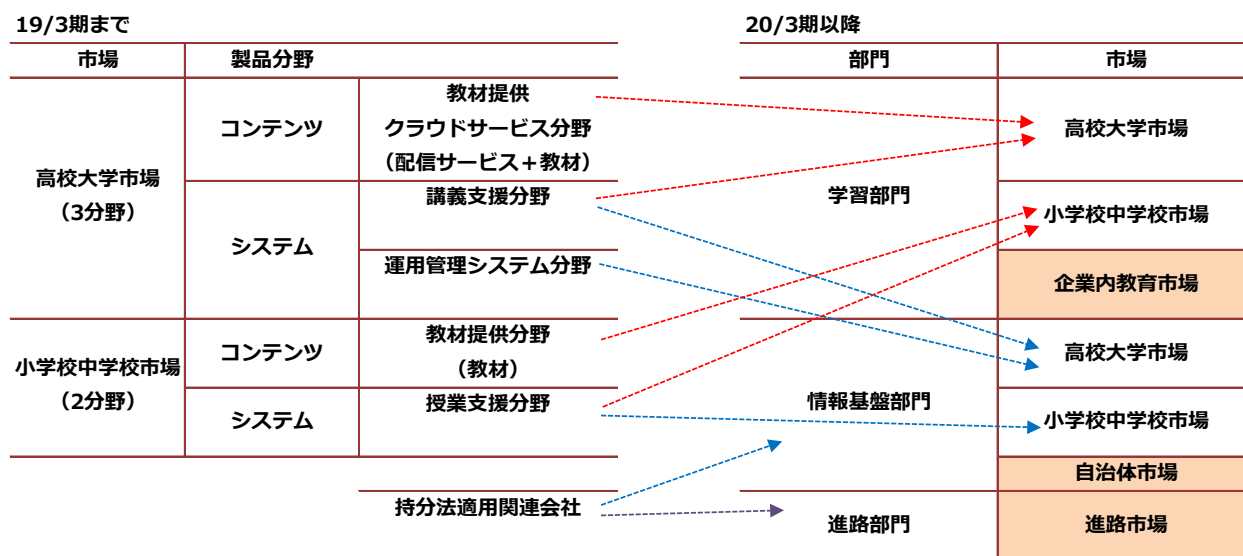 19/3期まで
市場
製品分野
高校大学市場
（3分野）
コンテンツ
教材提供
クラウドサービス分野
（配信サービス＋教材）
システム
講義支援分野
運用管理システム分野
小学校中学校市場
（2分野）
コンテンツ
教材提供分野
（教材）
システム
授業支援分野
持分法適用関連会社
20/3期以降
部門
市場
学習部門
高校大学市場
小学校中学校市場
企業内教育市場
情報基盤部門
高校大学市場
小学校中学校市場
自治体市場
進路部門
進路市場